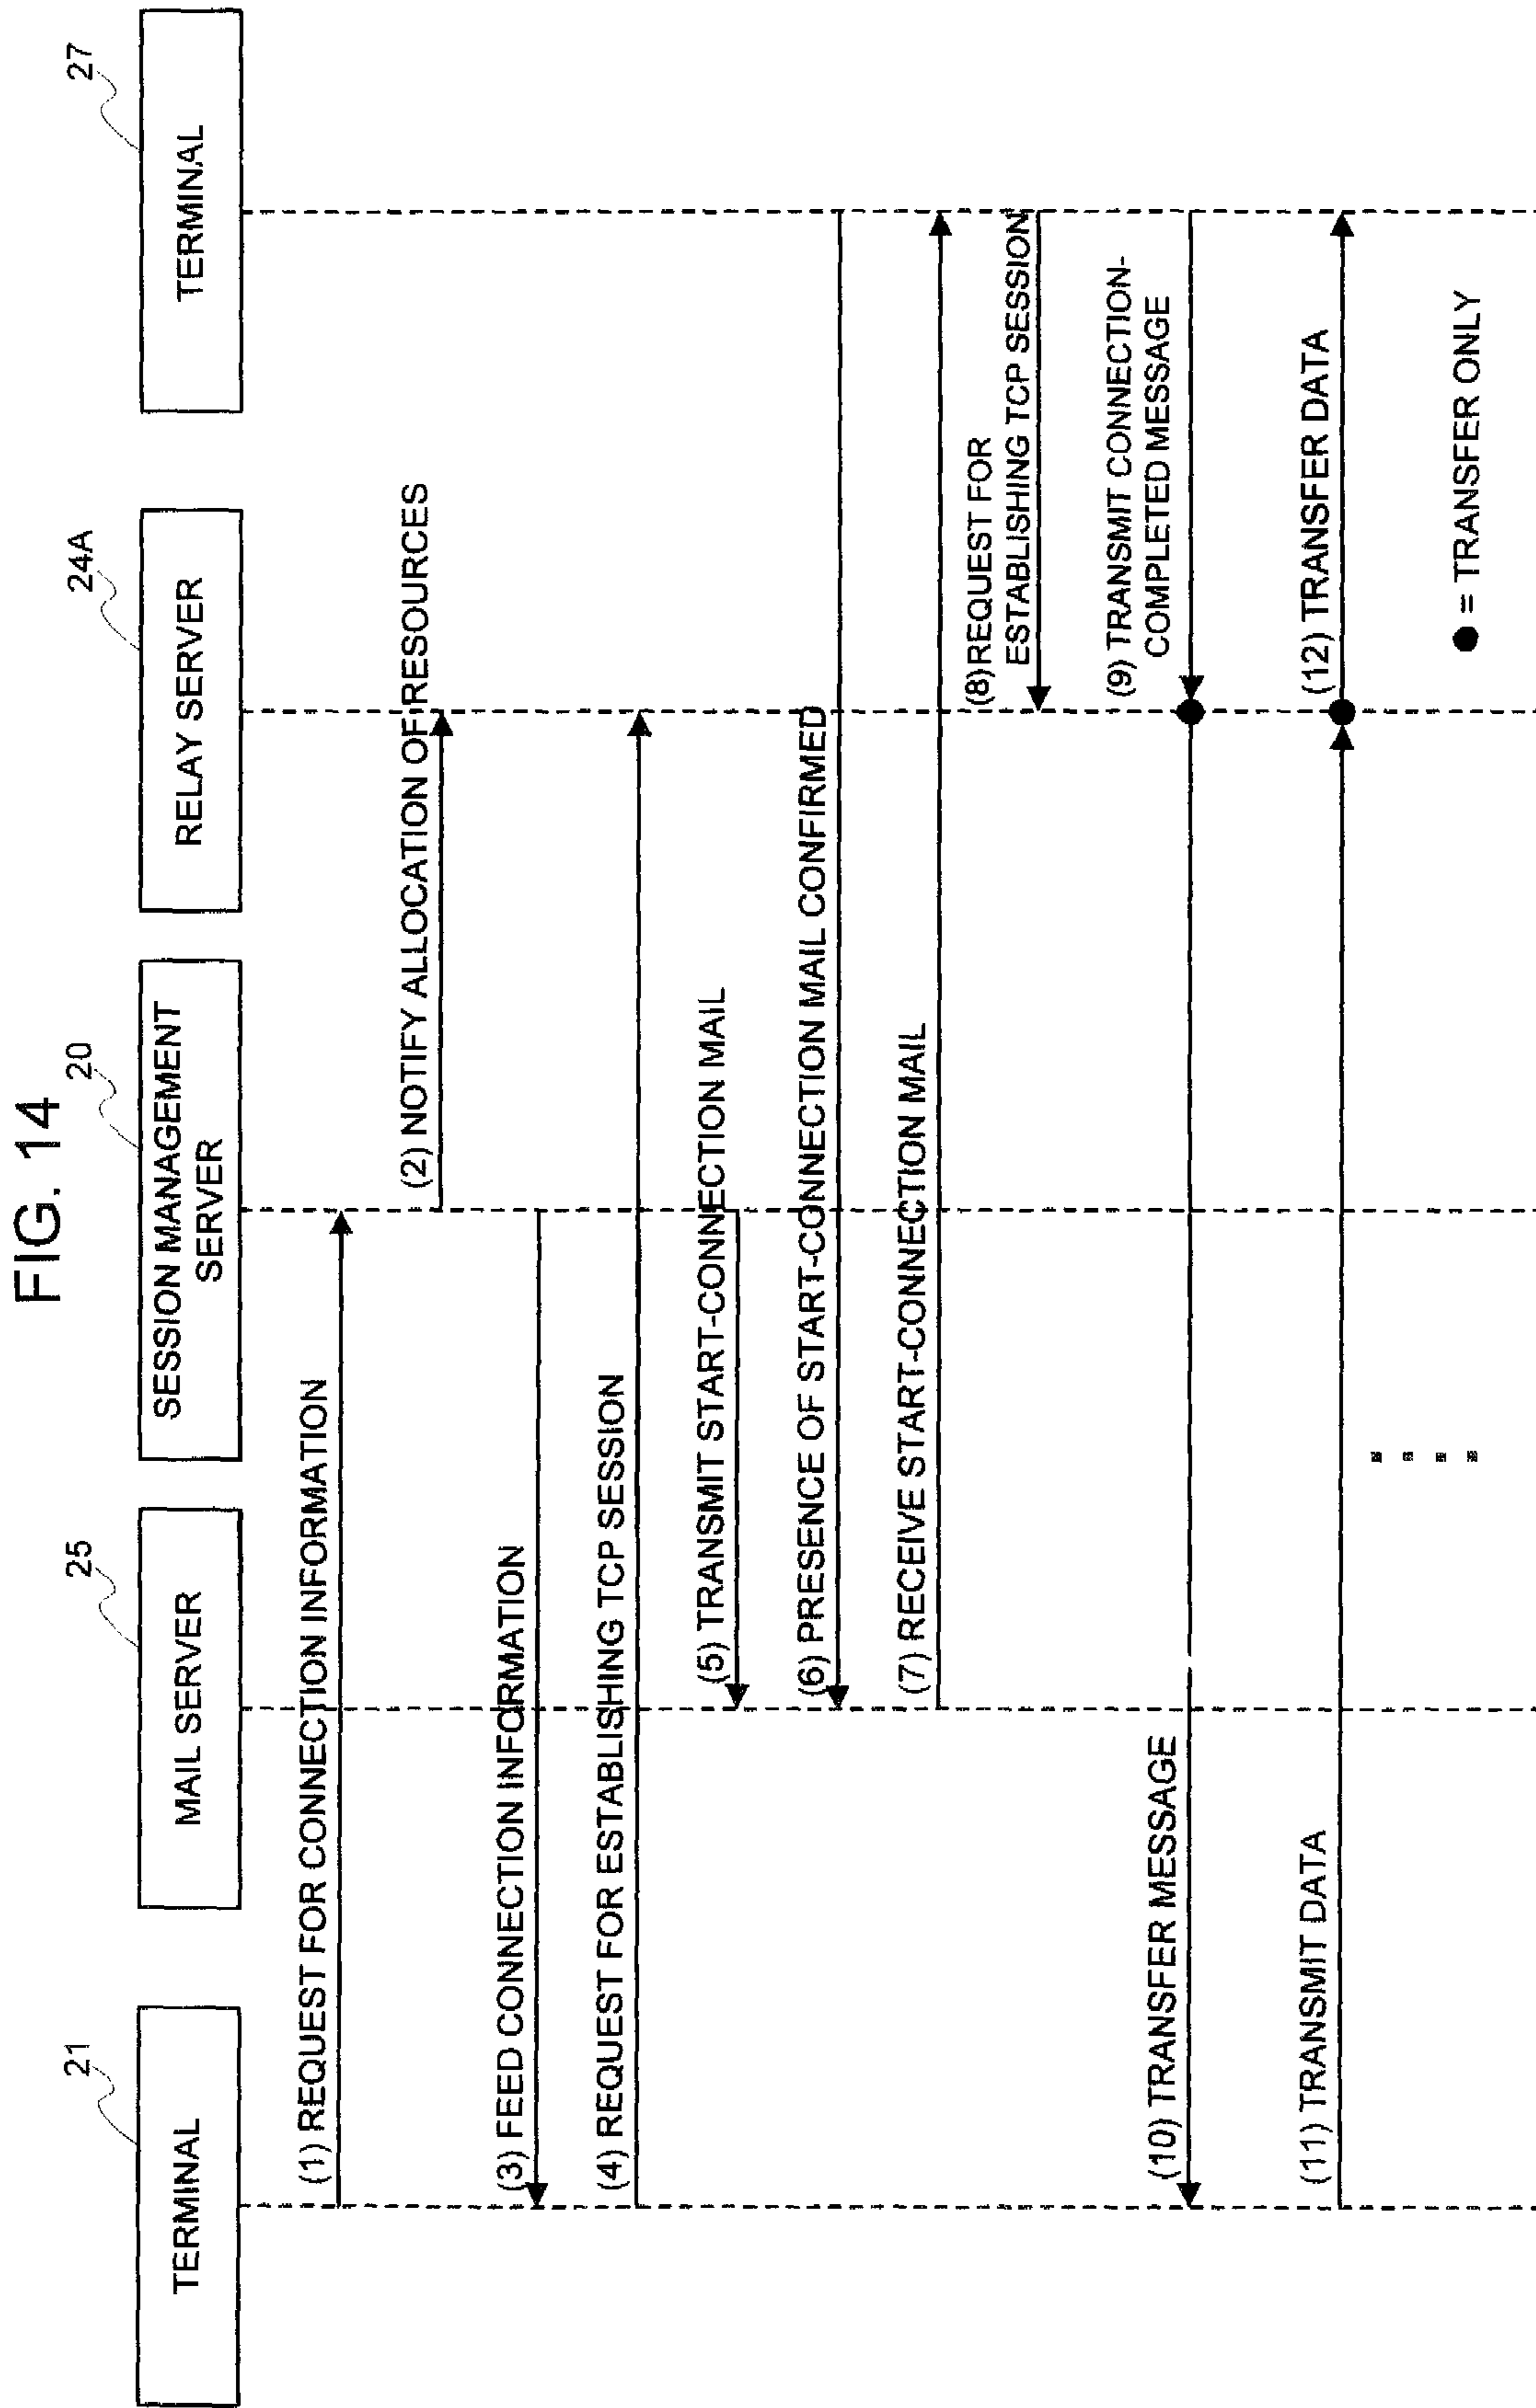 FIG. 14
21
25
20
24A
27
TERMINAL
MAIL SERVER
SESSION MANAGEMENT
SERVER
RELAY SERVER
TERMINAL
(1) REQUEST FOR CONNECTION INFORMATION
(2) NOTIFY ALLOCATION OF RESOURCES
(3) FEED CONNECTION INFORMATION
(4) REQUEST FOR ESTABLISHING TCP SESSION
(5) TRANSMIT START-CONNECTION MAIL
(6) PRESENCE OF START-CONNECTION MAIL CONFIRMED
(7) RECEIVE START-CONNECTION MAIL
(8)REQUEST FOR
ESTABLISHING TCP SESSION
(9) TRANSMIT CONNECTION-
COMPLETED MESSAGE
(10) TRANSFER MESSAGE
(11) TRANSMIT DATA
(12) TRANSFER DATA
● = TRANSFER ONLY